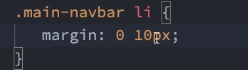 .main-navbar li {
margin: 0 10px;
}